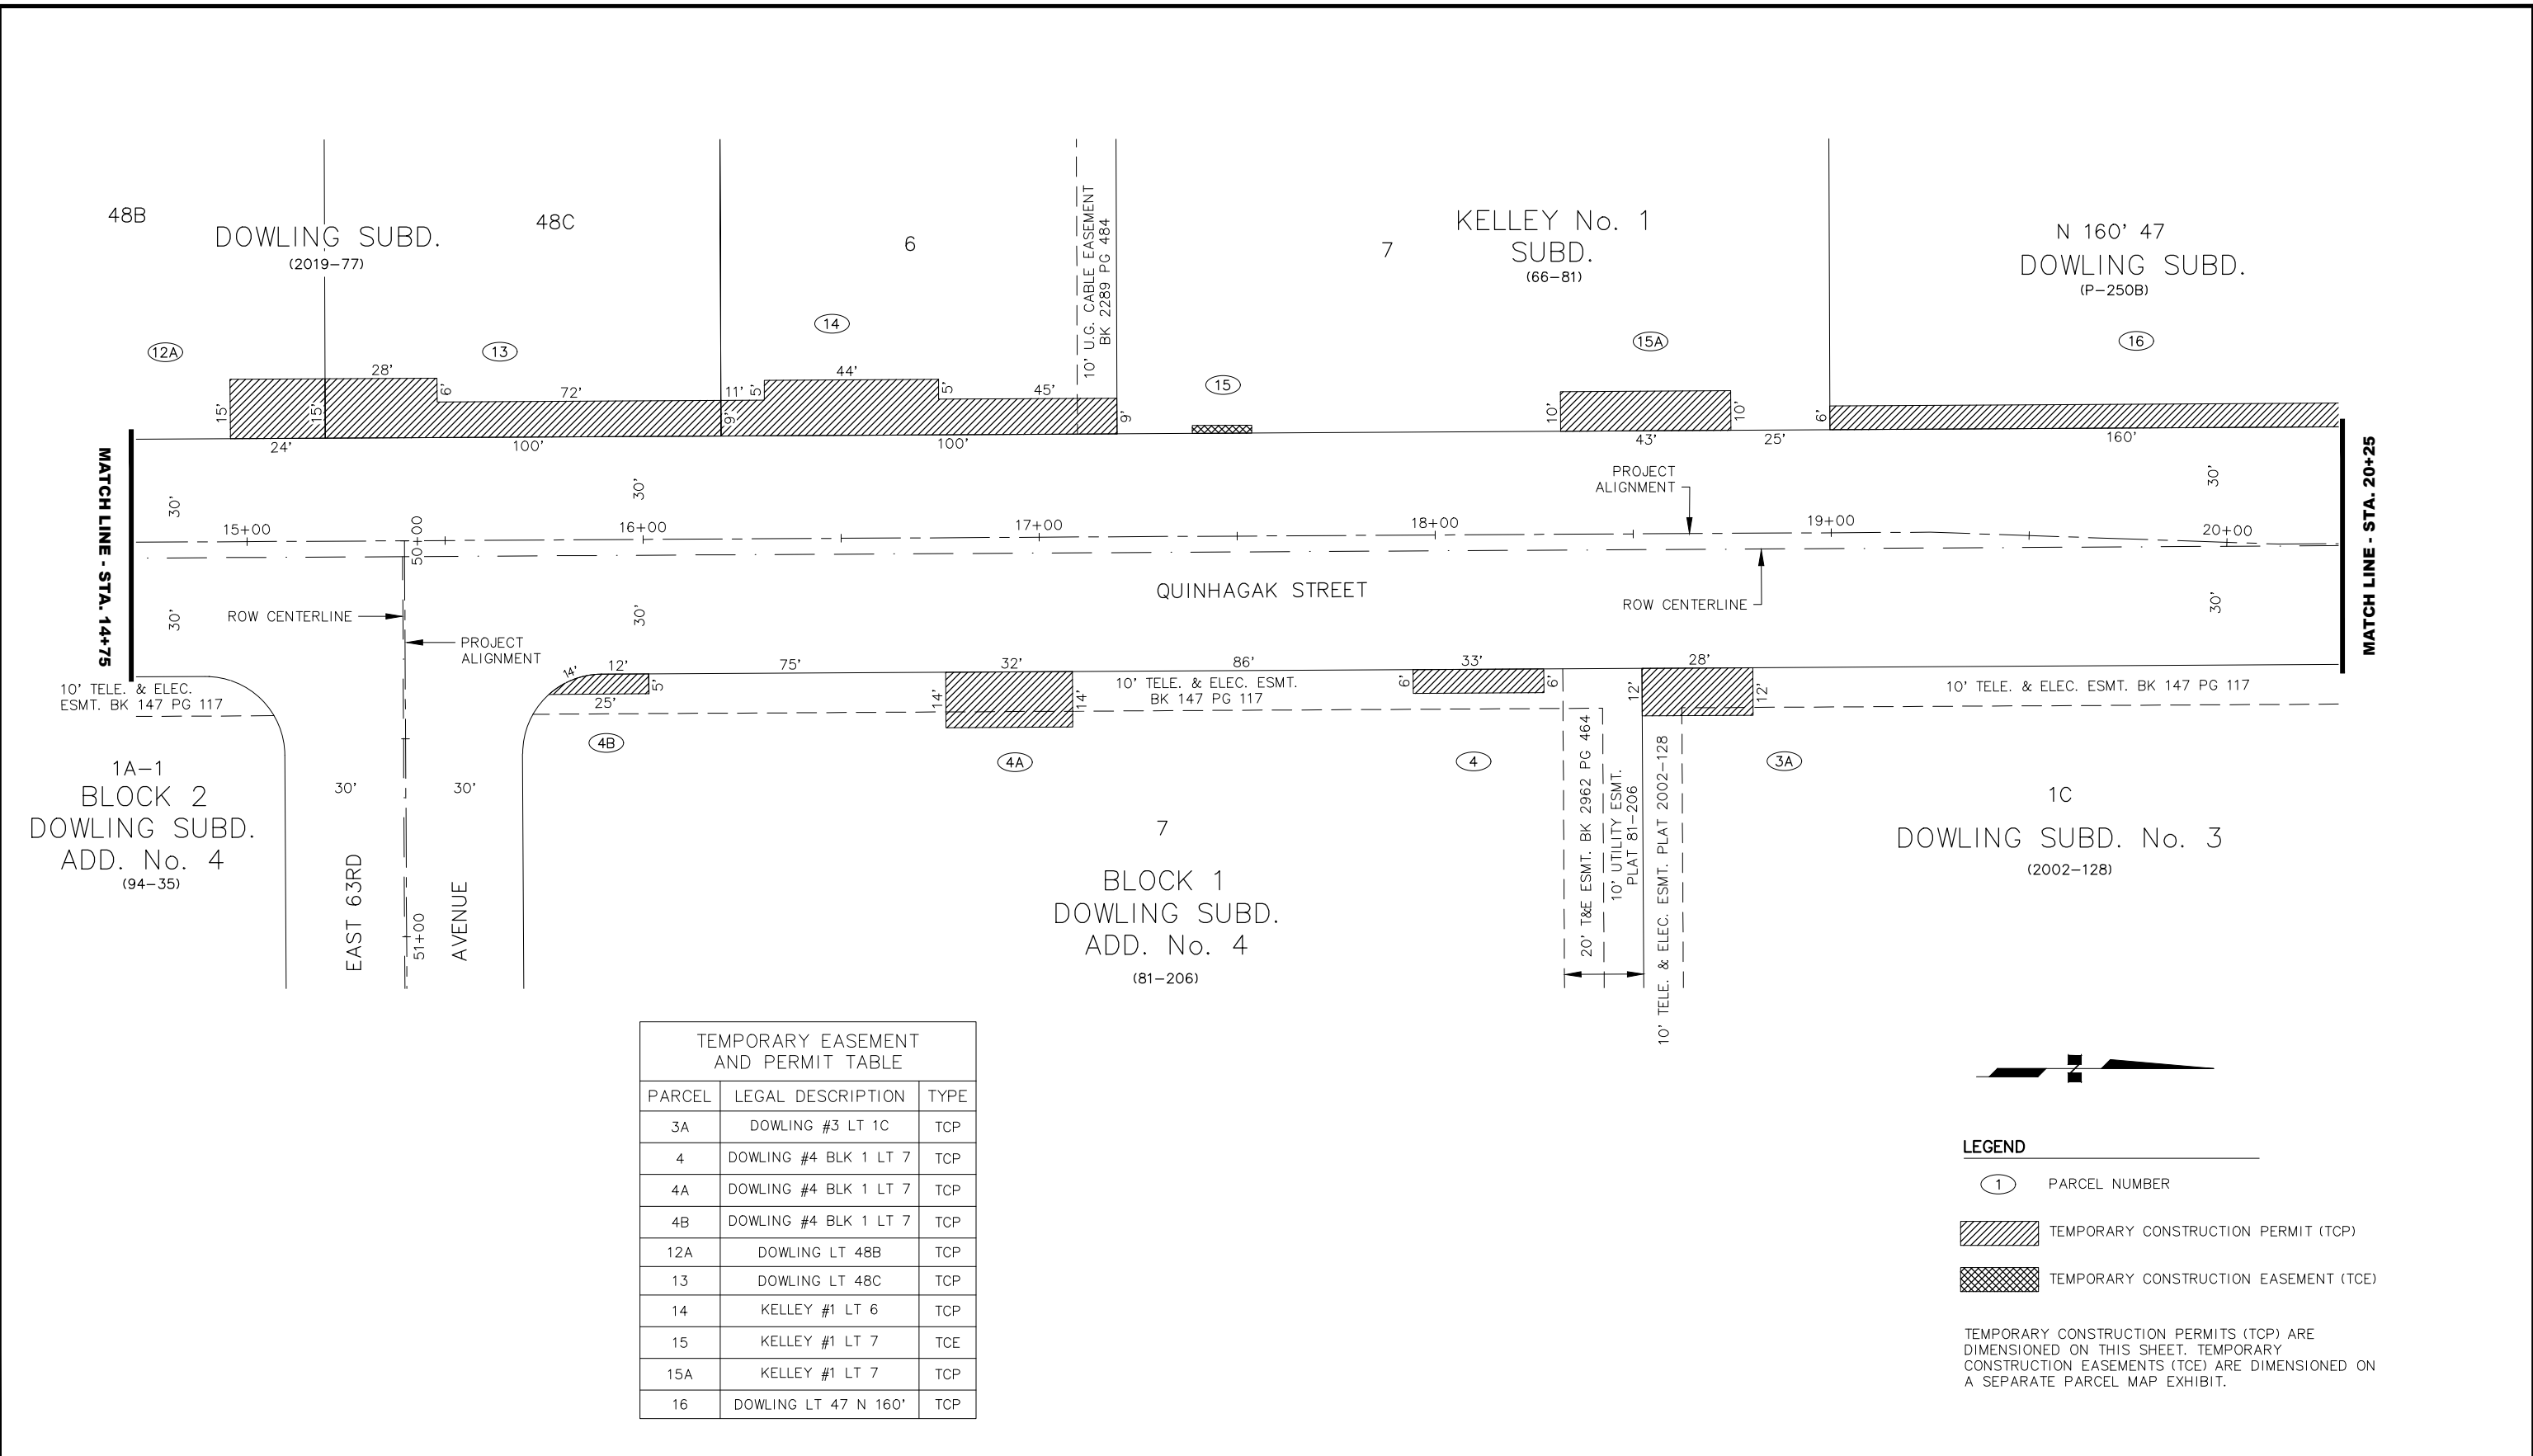 48B
DOWLING SUBD.
(2019-77)
48C
6
10' U.G. CABLE EASEMENT
BK 2289 PG 484
7
KELLEY No. 1
SUBD.
(66-81)
N 160' 47
DOWLING SUBD.
(P-250B)
12A
13
14
15
15A
16
15'
15'
28'
6'
72'
11'
9'
5'
44'
5'
45'
9'
10'
10'
6'
24'
100'
100'
43'
25'
160'
MATCH LINE - STA. 14+75
MATCH LINE - STA. 20+25
30'
30'
30'
PROJECT
ALIGNMENT
15+00
50+00
16+00
17+00
18+00
19+00
20+00
QUINHAGAK STREET
ROW CENTERLINE
30'
30'
30'
ROW CENTERLINE
PROJECT
ALIGNMENT
14'
12'
5'
25'
75'
32'
14'
14'
86'
33'
6'
6'
28'
12'
12'
10' TELE. & ELEC.
ESMT. BK 147 PG 117
10' TELE. & ELEC. ESMT.
BK 147 PG 117
10' TELE. & ELEC. ESMT. BK 147 PG 117
4B
4A
4
3A
20' T&E ESMT. BK 2962 PG 464
10' UTILITY ESMT.
PLAT 81-206
10' TELE. & ELEC. ESMT. PLAT 2002-128
1A-1
BLOCK 2
DOWLING SUBD.
ADD. No. 4
(94-35)
30'
30'
EAST 63RD
AVENUE
51+00
7
BLOCK 1
DOWLING SUBD.
ADD. No. 4
(81-206)
1C
DOWLING SUBD. No. 3
(2002-128)
TEMPORARY EASEMENT
AND PERMIT TABLE
PARCEL LEGAL DESCRIPTION TYPE
3A DOWLING #3 LT 1C TCP
4 DOWLING #4 BLK 1 LT 7 TCP
4A DOWLING #4 BLK 1 LT 7 TCP
4B DOWLING #4 BLK 1 LT 7 TCP
12A DOWLING LT 48B TCP
13 DOWLING LT 48C TCP
14 KELLEY #1 LT 6 TCP
15 KELLEY #1 LT 7 TCE
15A KELLEY #1 LT 7 TCP
16 DOWLING LT 47 N 160' TCP
N
LEGEND
1 PARCEL NUMBER
TEMPORARY CONSTRUCTION PERMIT (TCP)
TEMPORARY CONSTRUCTION EASEMENT (TCE)
TEMPORARY CONSTRUCTION PERMITS (TCP) ARE
DIMENSIONED ON THIS SHEET. TEMPORARY
CONSTRUCTION EASEMENTS (TCE) ARE DIMENSIONED ON
A SEPARATE PARCEL MAP EXHIBIT.